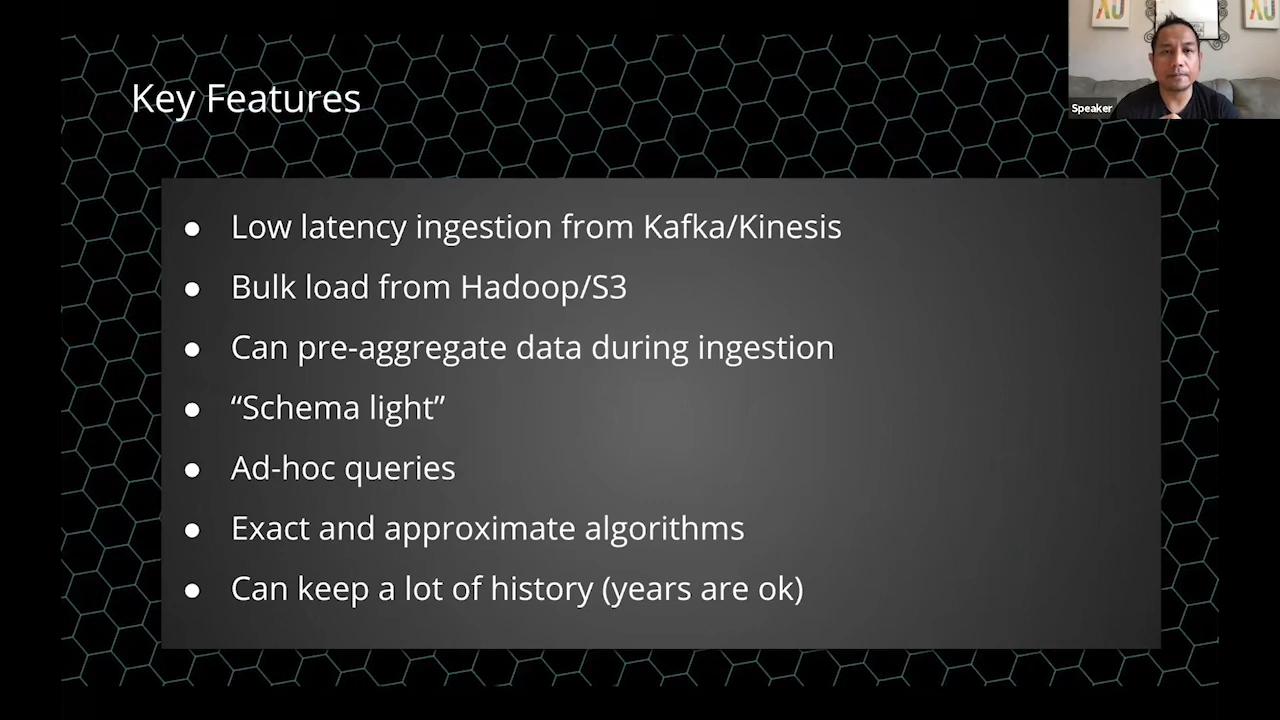 Key Features
Speaker
● Low latency ingestion from Kafka/Kinesis
● Bulk load from Hadoop/S3
● Can pre-aggregate data during ingestion
● “Schema light”
● Ad-hoc queries
● Exact and approximate algorithms
● Can keep a lot of history (years are ok)